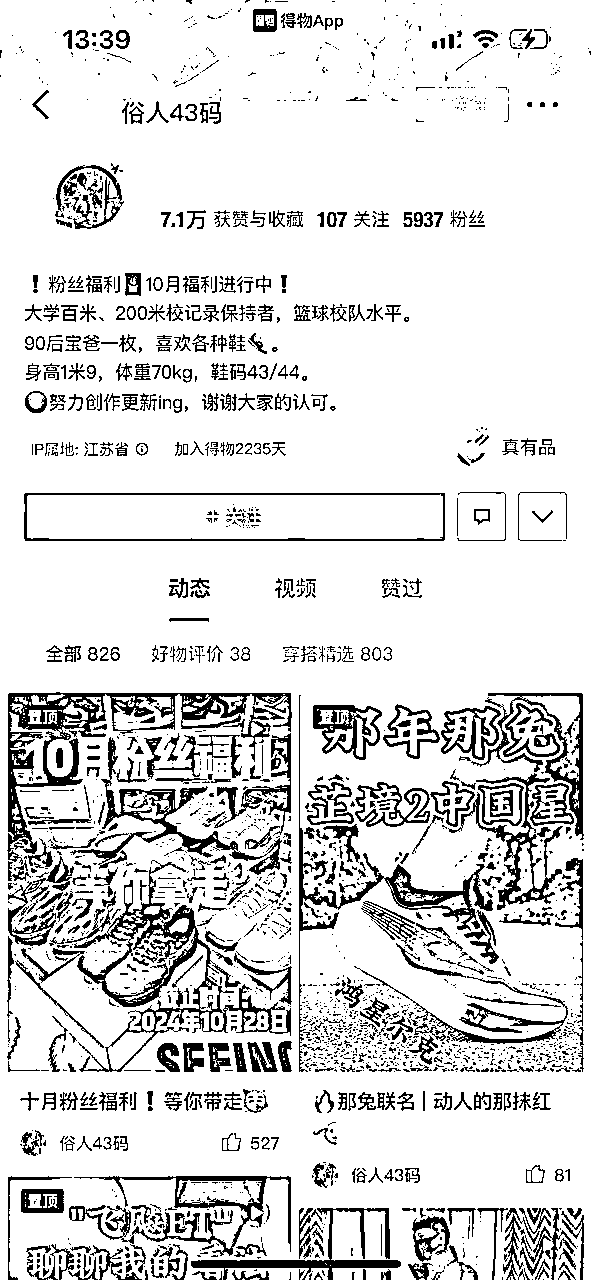 得物App
13:39
俗人43码
7.1万 获赞与收藏 107 关注 5937 粉丝
❗粉丝福利🧧10月福利进行中❗
大学百米、200米校记录保持者，篮球校队水平。
90后宝爸一枚，喜欢各种鞋👟。
身高1米9，体重70kg，鞋码43/44。
努力创作更新ing，谢谢大家的认可。
IP属地: 江苏省 加入得物2235天
真有品
+ 关注
动态 视频 赞过
全部 826 好物评价 38 穿搭精选 803
置顶
10月粉丝福利
等你拿走
截止时间:
2024年10月28日
SEEING
十月粉丝福利❗等你带走
俗人43码 527
置顶
那年那兔
芷境2中国星
鸿星尔克
🔥那兔联名 | 动人的那抹红
俗人43码 81
置顶
"飞飚ET"
聊聊我的